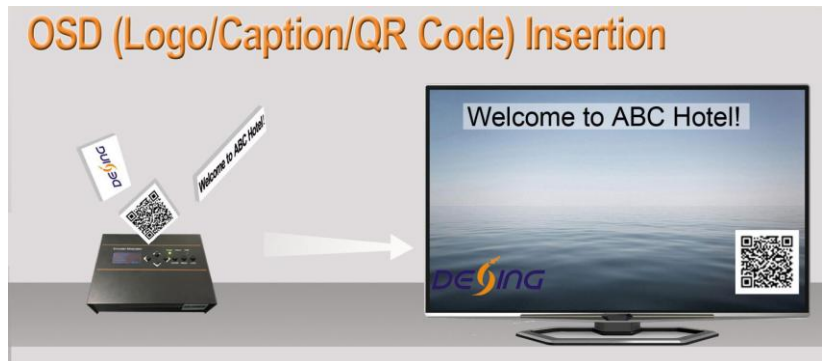 OSD (Logo/Caption/QR Code) Insertion
DeSing
Welcome to ABC Hotel!
Welcome to ABC Hotel!
DeSing